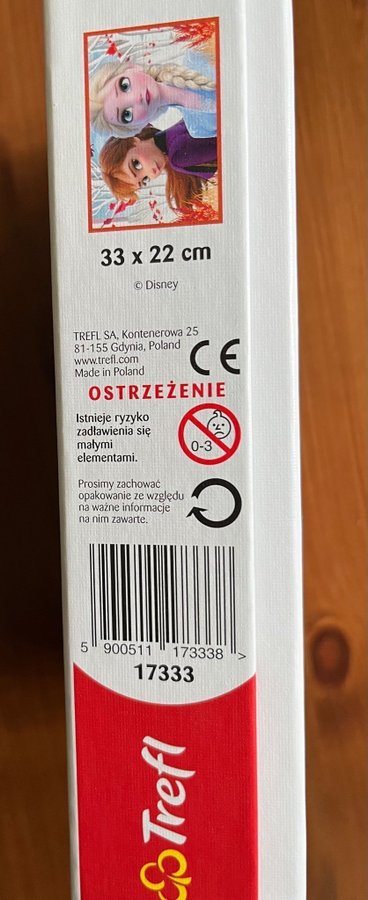 33 x 22 cm
© Disney
TREFL SA, Kontenerowa 25
81-155 Gdynia, Poland
www.trefl.com
Made in Poland
CE
OSTRZEŻENIE
Istnieje ryzyko
zadławienia się
małymi
elementami.
0-3
Prosimy zachować
opakowanie ze względu
na ważne informacje
na nim zawarte.
5 900511 173338 >
17333
Trefl